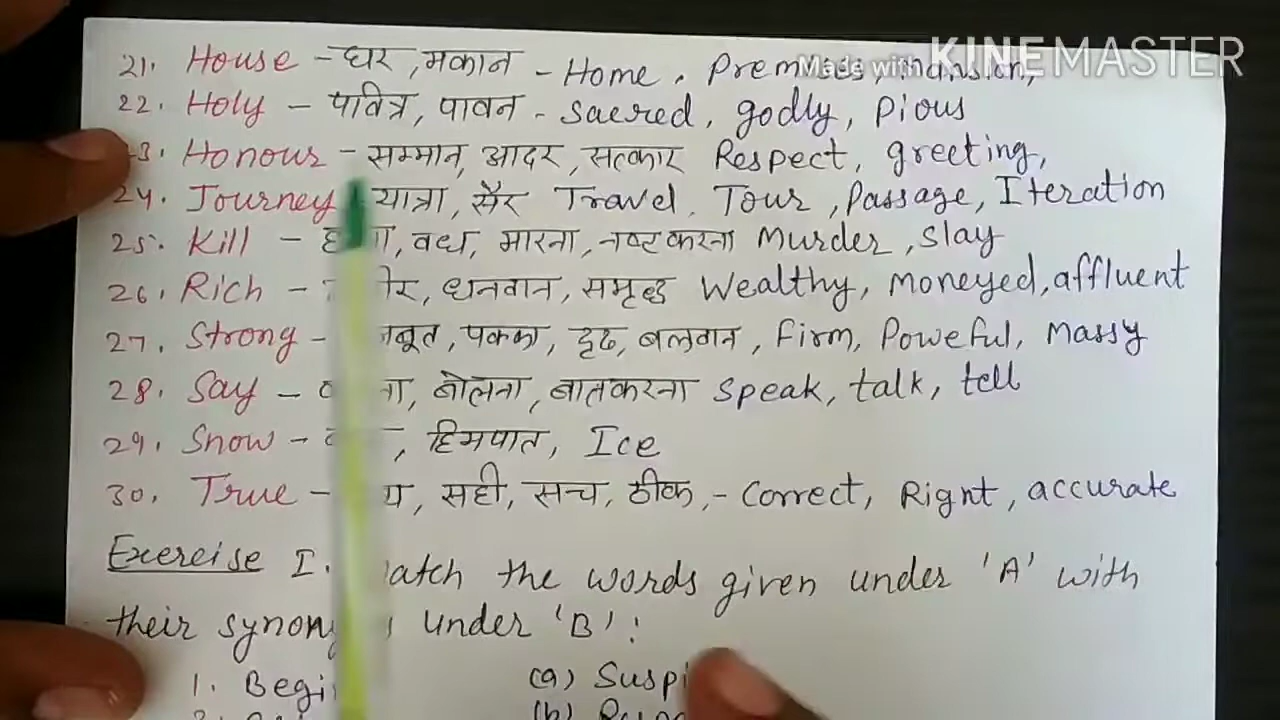 21. House - घर, मकान - Home, Premises, mansion,
Made with KINEMASTER
22. Holy - पवित्र, पावन - Sacred, godly, Pious
Honour - सम्मान, आदर, सत्कार Respect, greeting,
24. Journey यात्रा, सैर Travel, Tour, Passage, Iteration
25. Kill - वध, मारना, नष्ट करना Murder, Slay
26. Rich - धनवान, समृद्ध Wealthy, Moneyed, affluent
27. Strong - पक्का, दृढ, बलवान, Firm, Poweful, Massy
28. Say - बोलना, बात करना Speak, talk, tell
29. Snow - हिमपात, Ice
30. True - सही, सच, ठीक, - Correct, Right, accurate
Exercise I. the words given under 'A' with
their under 'B':
1. (a)
(b)